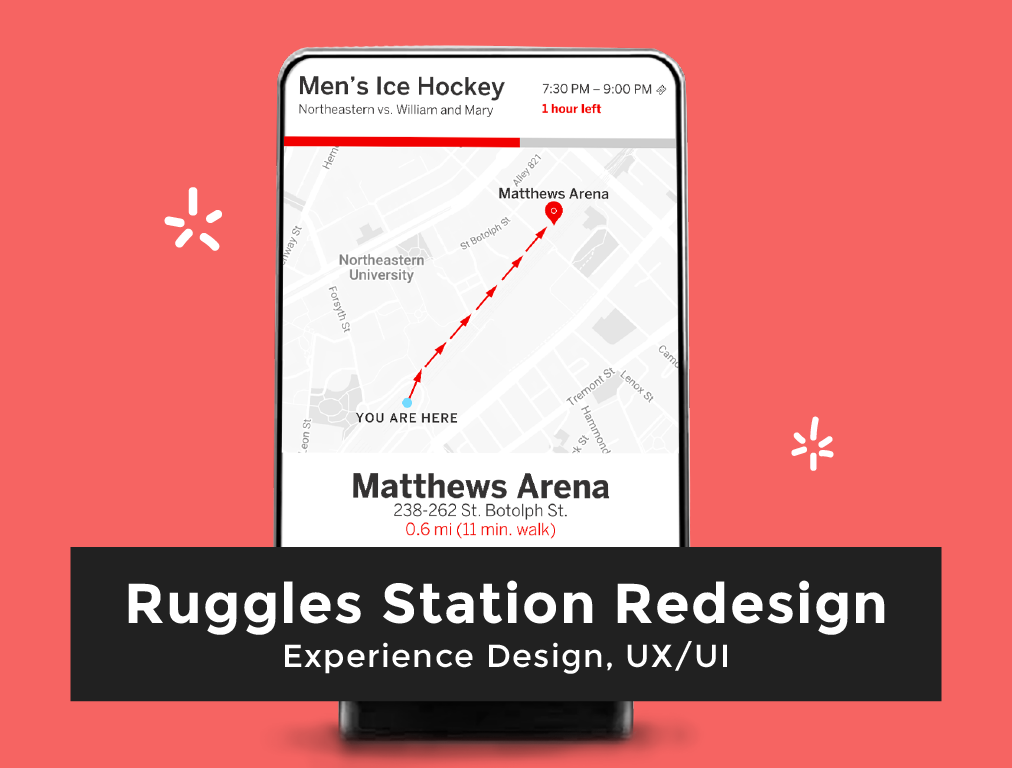 Men's Ice Hockey
7:30 PM – 9:00 PM
Northeastern vs. William and Mary
1 hour left
Alley 821
Matthews Arena
St Botolph St
Northeastern
University
Forsyth St
YOU ARE HERE
Leon St
Tremont St
Lenox St
Hammond
Matthews Arena
238-262 St. Botolph St.
0.6 mi (11 min. walk)
Ruggles Station Redesign
Experience Design, UX/UI